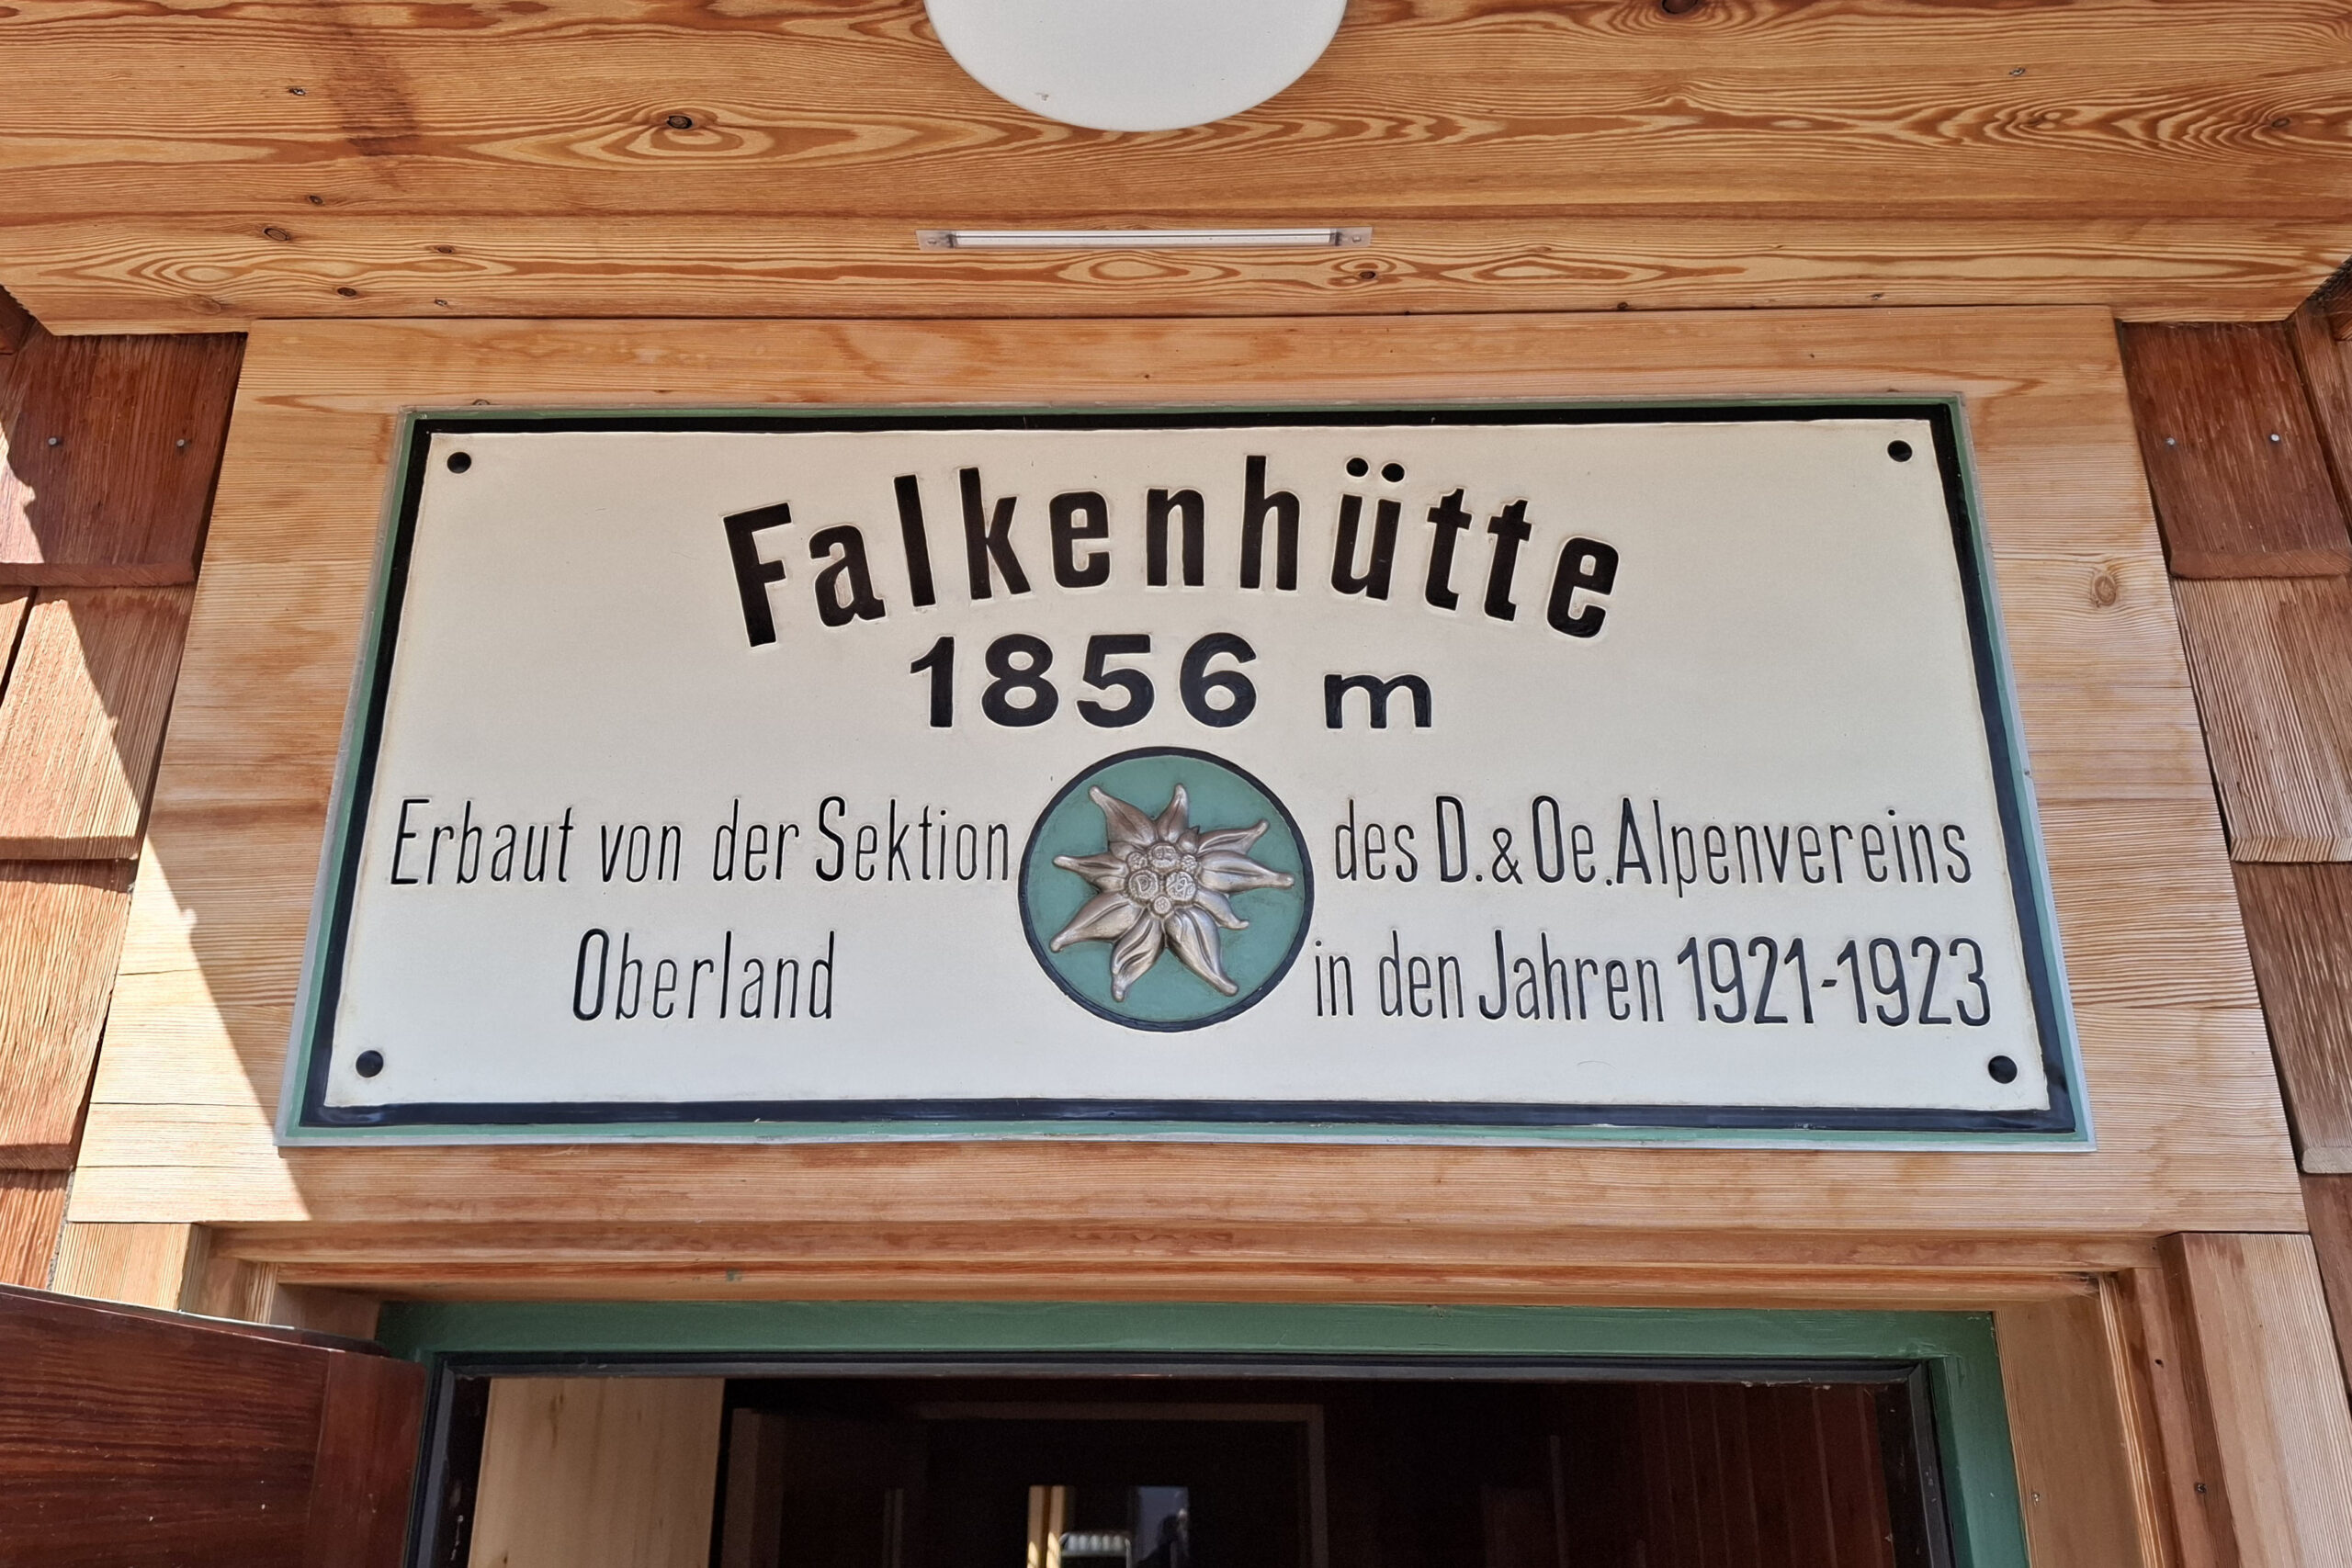 Falkenhütte
1856 m
Erbaut von der Sektion
Oberland
des D. & Oe. Alpenvereins
in den Jahren 1921-1923